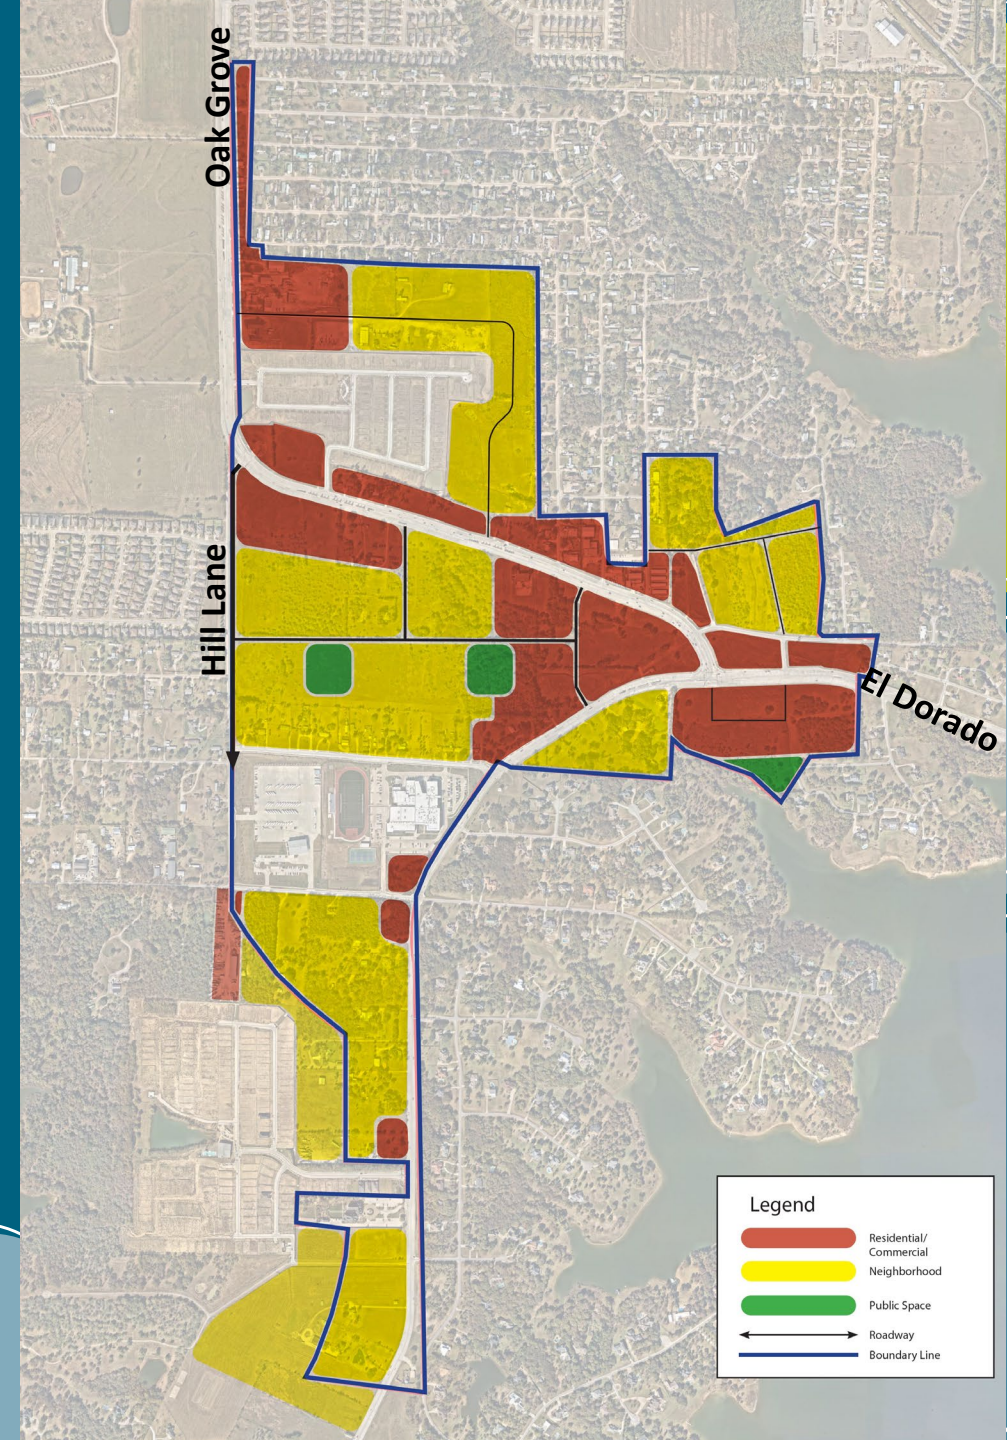 Oak Grove
Hill Lane
El Dorado
Legend
Residential/
Commercial
Neighborhood
Public Space
Roadway
Boundary Line